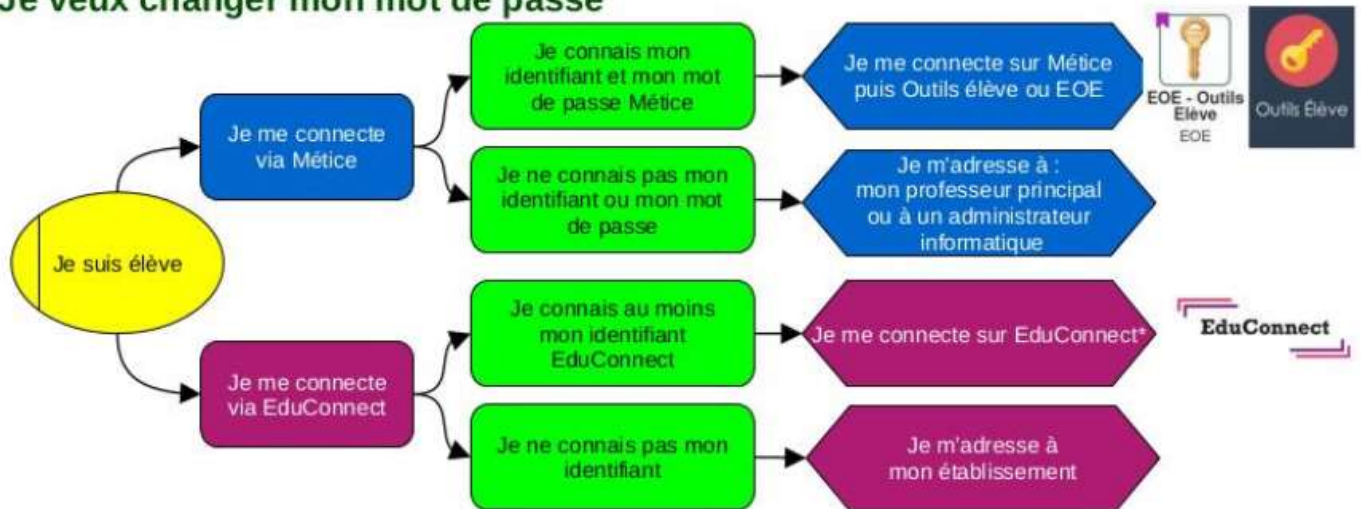 Je veux changer mon mot de passe
Je suis élève
Je me connecte
via Métice
Je connais mon
identifiant et mon mot
de passe Métice
Je me connecte sur Métice
puis Outils élève ou EOE
EOE - Outils
Elève
EOE
Outils Élève
Je ne connais pas mon
identifiant ou mon mot
de passe
Je m'adresse à :
mon professeur principal
ou à un administrateur
informatique
Je me connecte
via EduConnect
Je connais au moins
mon identifiant
EduConnect
Je me connecte sur EduConnect*
EduConnect
Je ne connais pas mon
identifiant
Je m'adresse à
mon établissement